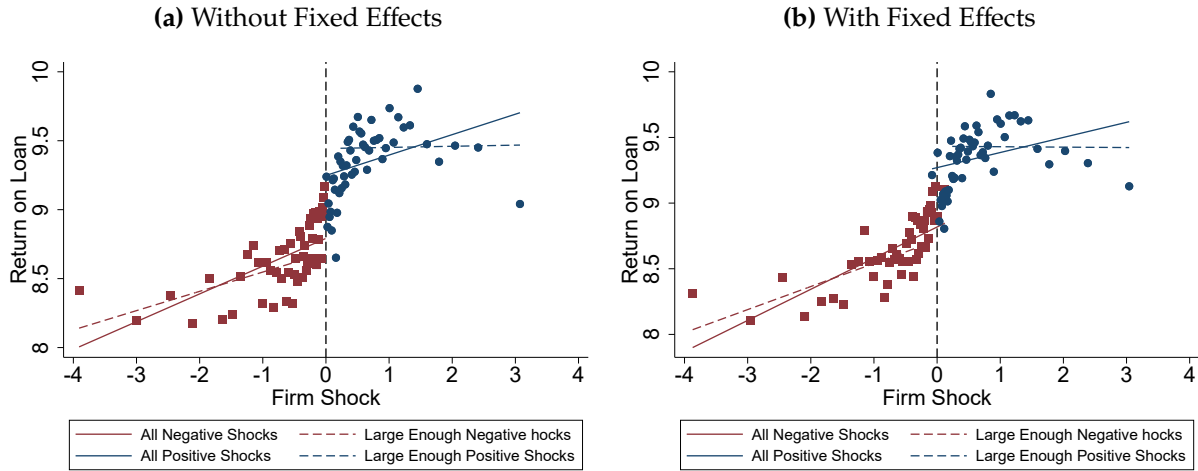 (a) Without Fixed Effects
Return on Loan
10
9.5
9
8.5
8
-4 -3 -2 -1 0 1 2 3 4
Firm Shock
All Negative Shocks Large Enough Negative hocks
All Positive Shocks Large Enough Positive Shocks
(b) With Fixed Effects
Return on Loan
10
9.5
9
8.5
8
-4 -3 -2 -1 0 1 2 3 4
Firm Shock
All Negative Shocks Large Enough Negative hocks
All Positive Shocks Large Enough Positive Shocks